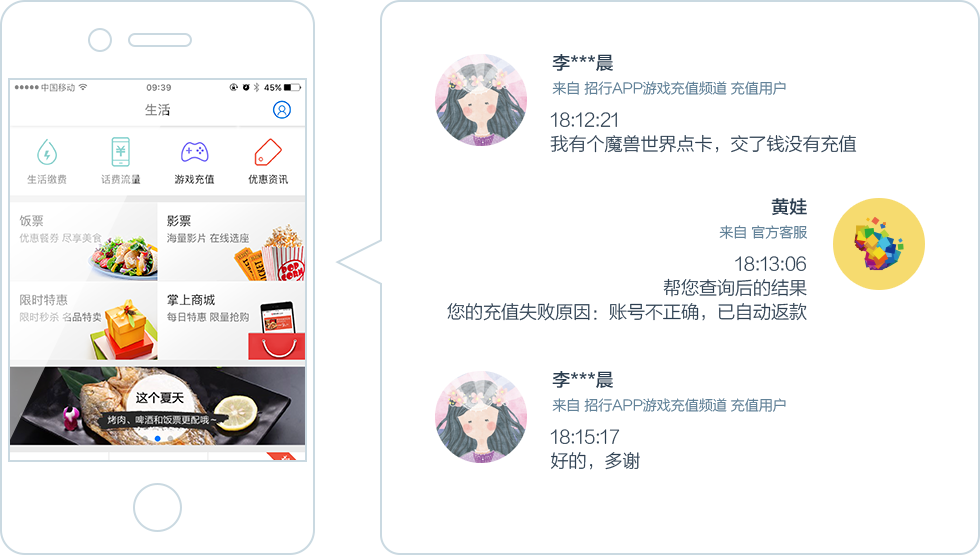 中国移动
09:39
45%
生活
¥
生活缴费
话费流量
游戏充值
优惠资讯
饭票
优惠餐券 尽享美食
影票
海量影片 在线选座
TICKET
POP CORN
限时特惠
限时秒杀 名品特卖
掌上商城
每日特惠 限量抢购
这个夏天
烤肉、啤酒和饭票更配哦~
李***晨
来自 招行APP游戏充值频道 充值用户
18:12:21
我有个魔兽世界点卡，交了钱没有充值
黄娃
来自 官方客服
18:13:06
帮您查询后的结果
您的充值失败原因：账号不正确，已自动返款
李***晨
来自 招行APP游戏充值频道 充值用户
18:15:17
好的，多谢